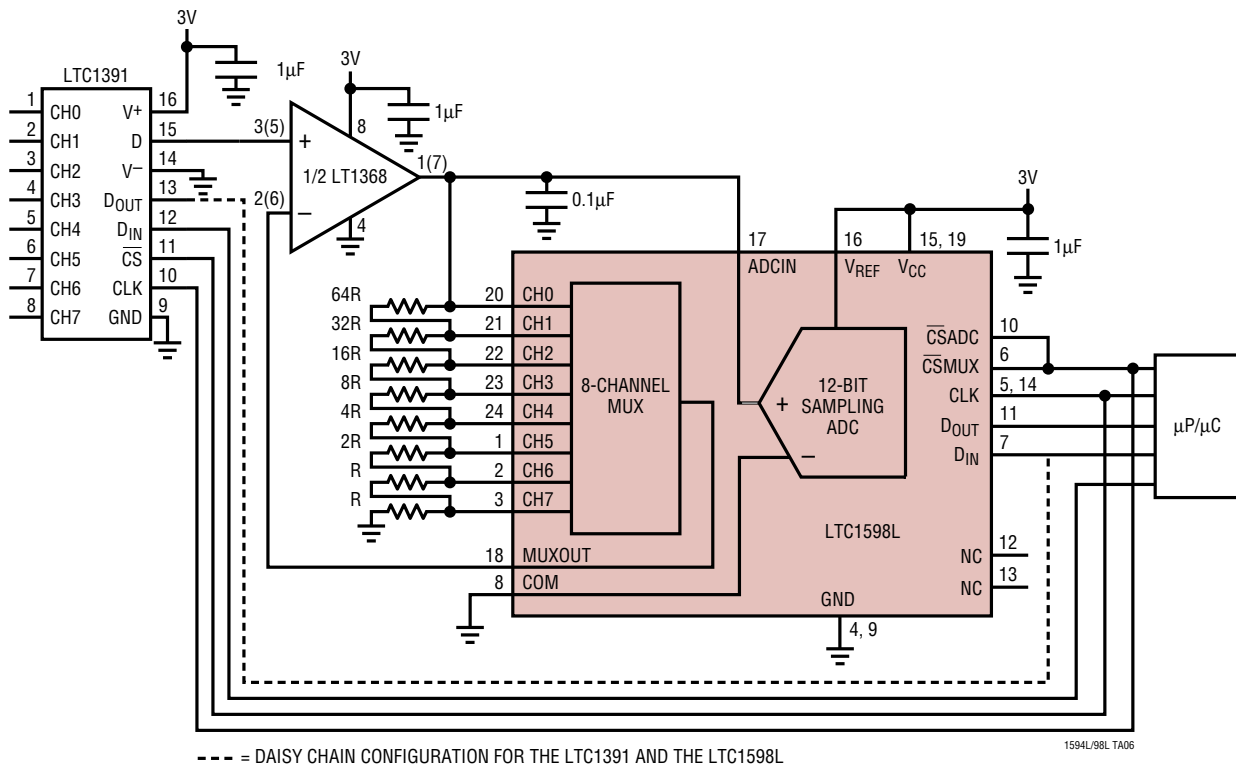 3V
1µF
LTC1391
1 CH0 V+ 16
2 CH1 D 15
3 CH2 V– 14
4 CH3 DOUT 13
5 CH4 DIN 12
6 CH5 CS 11
7 CH6 CLK 10
8 CH7 GND 9
3V
1µF
8
3(5) +
1/2 LT1368
2(6) –
4
1(7)
0.1µF
3V
1µF
17
ADCIN
16
VREF
15, 19
VCC
64R 20 CH0
32R 21 CH1
16R 22 CH2
8R 23 CH3
4R 24 CH4
2R 1 CH5
R 2 CH6
R 3 CH7
18 MUXOUT
8 COM
8-CHANNEL
MUX
+
12-BIT
SAMPLING
ADC
–
CSADC 10
CSMUX 6
CLK 5, 14
DOUT 11
DIN 7
µP/µC
LTC1598L
NC 12
NC 13
GND
4, 9
1594L/98L TA06
= DAISY CHAIN CONFIGURATION FOR THE LTC1391 AND THE LTC1598L